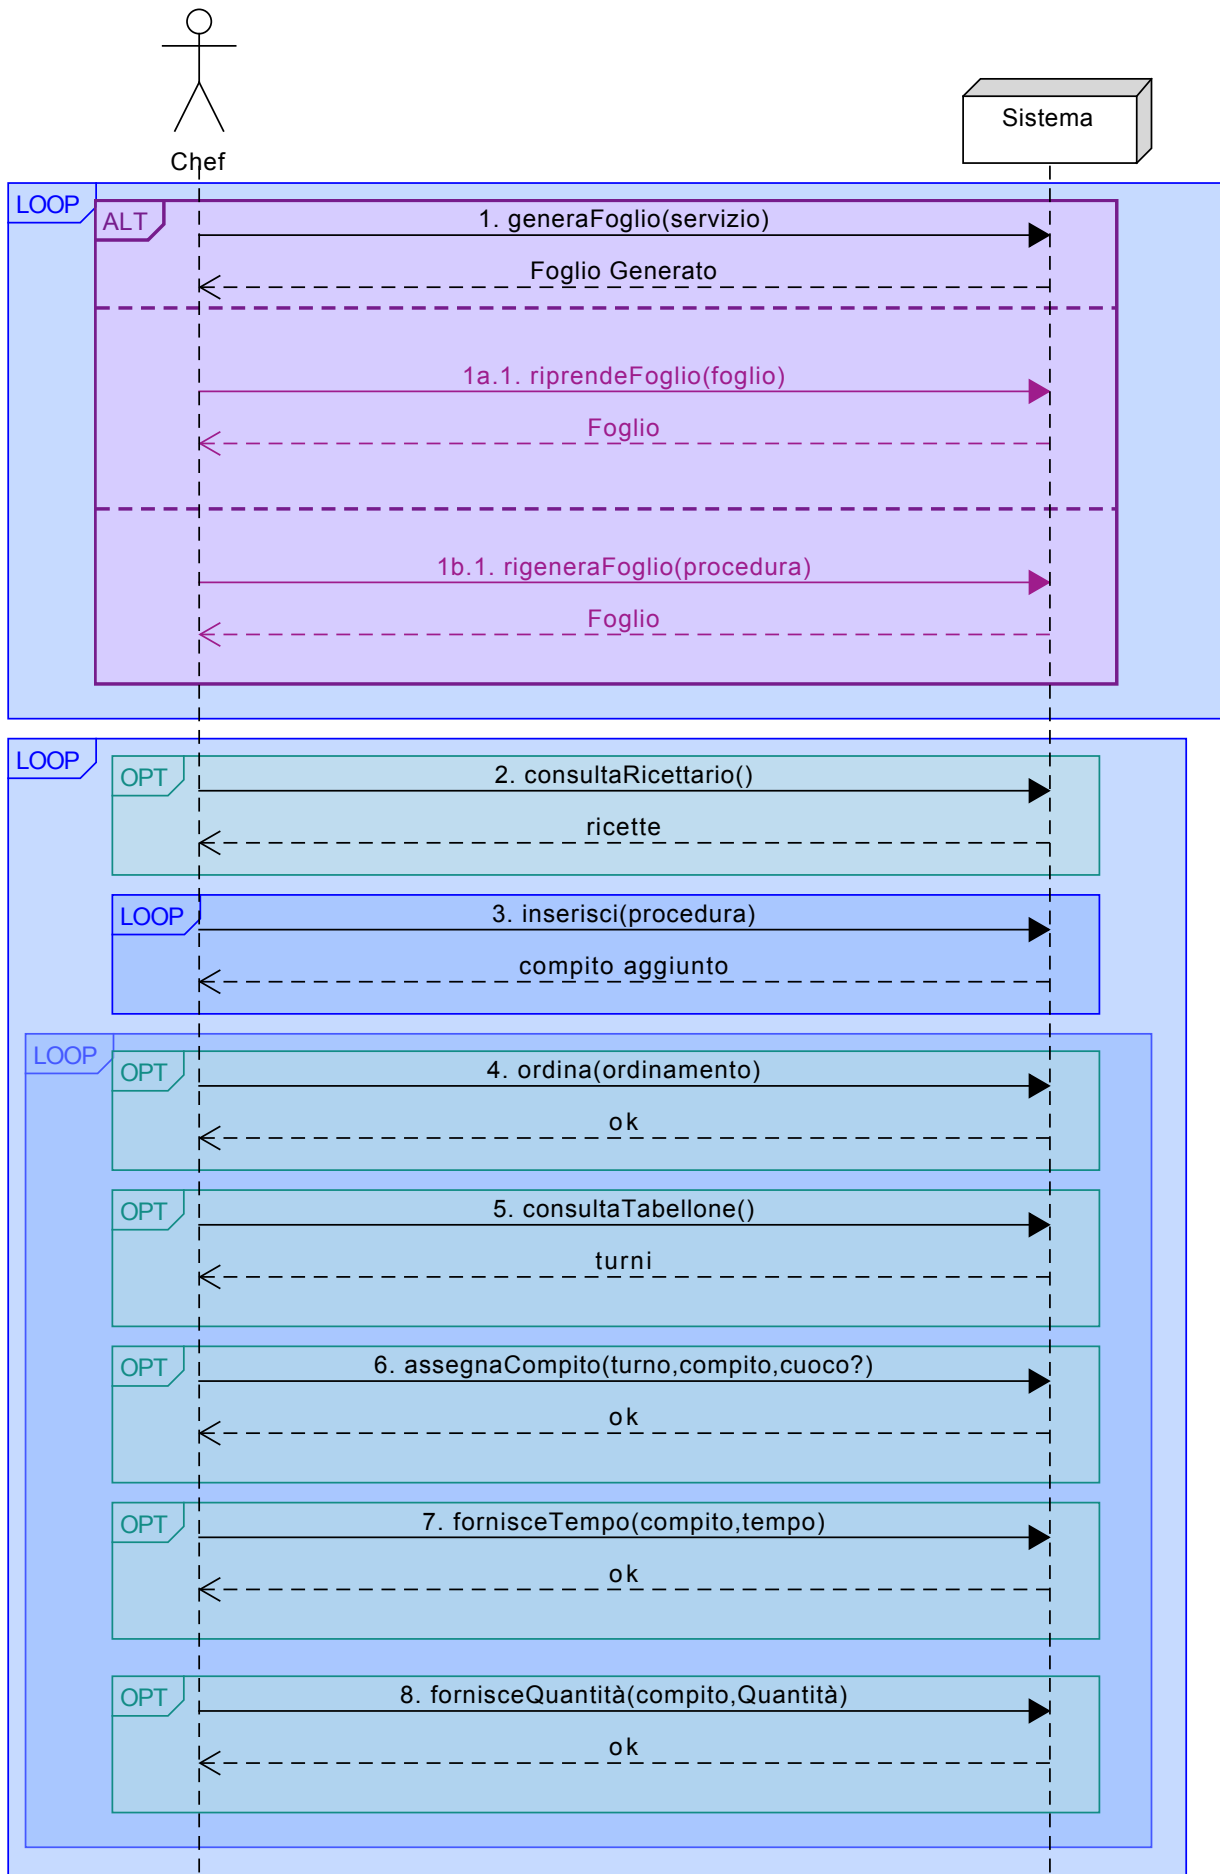 Chef
Sistema
LOOP
ALT
1. generaFoglio(servizio)
Foglio Generato
1a.1. riprendeFoglio(foglio)
Foglio
1b.1. rigeneraFoglio(procedura)
Foglio
LOOP
OPT
2. consultaRicettario()
ricette
LOOP
3. inserisci(procedura)
compito aggiunto
LOOP
OPT
4. ordina(ordinamento)
ok
OPT
5. consultaTabellone()
turni
OPT
6. assegnaCompito(turno,compito,cuoco?)
ok
OPT
7. fornisceTempo(compito,tempo)
ok
OPT
8. fornisceQuantità(compito,Quantità)
ok